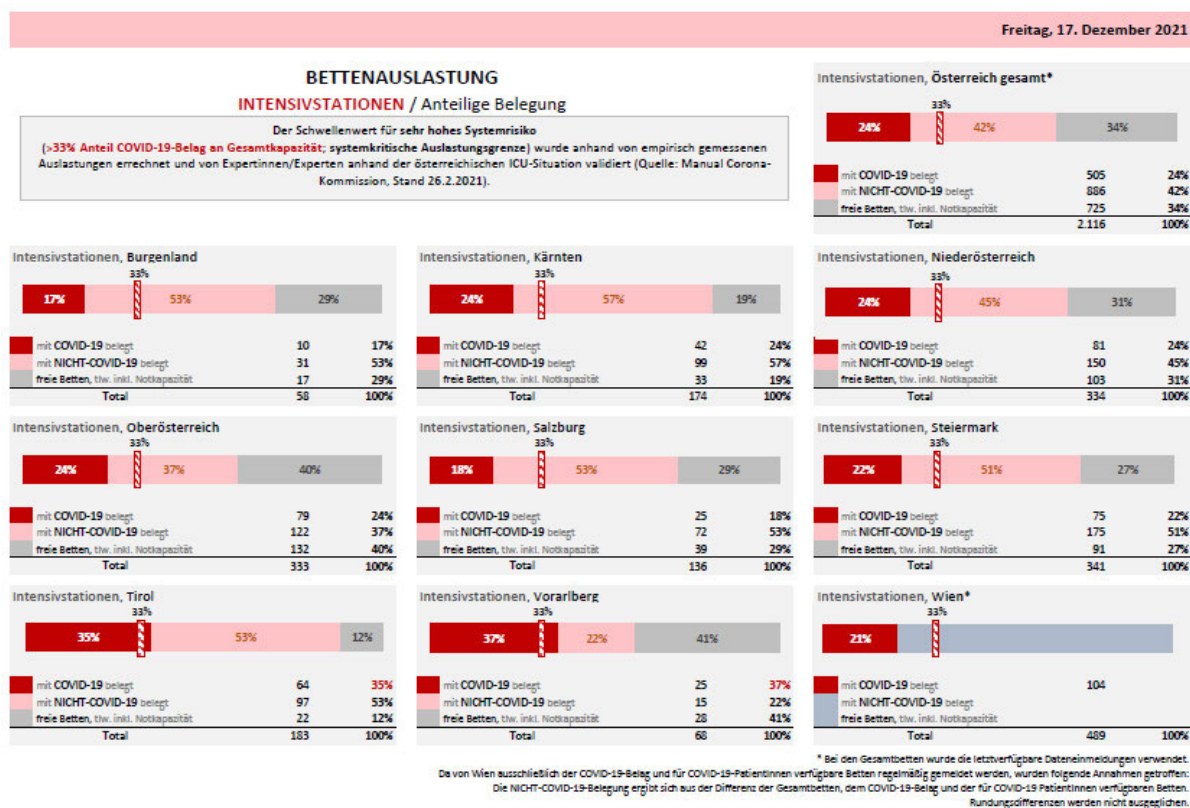 Freitag, 17. Dezember 2021
BETTENAUSLASTUNG
INTENSIVSTATIONEN / Anteilige Belegung
Der Schwellenwert für sehr hohes Systemrisiko
(>33% Anteil COVID-19-Belag an Gesamtkapazität; systemkritische Auslastungsgrenze) wurde anhand von empirisch gemessenen
Auslastungen errechnet und von Expertinnen/Experten anhand der österreichischen ICU-Situation validiert (Quelle: Manual Corona-
Kommission, Stand 26.2.2021).
Intensivstationen, Österreich gesamt*
33%
24% 42% 34%
mit COVID-19 belegt 505 24%
mit NICHT-COVID-19 belegt 886 42%
freie Betten, tlw. inkl. Notkapazität 725 34%
Total 2.116 100%
Intensivstationen, Burgenland
33%
17% 53% 29%
mit COVID-19 belegt 10 17%
mit NICHT-COVID-19 belegt 31 53%
freie Betten, tlw. inkl. Notkapazität 17 29%
Total 58 100%
Intensivstationen, Kärnten
33%
24% 57% 19%
mit COVID-19 belegt 42 24%
mit NICHT-COVID-19 belegt 99 57%
freie Betten, tlw. inkl. Notkapazität 33 19%
Total 174 100%
Intensivstationen, Niederösterreich
33%
24% 45% 31%
mit COVID-19 belegt 81 24%
mit NICHT-COVID-19 belegt 150 45%
freie Betten, tlw. inkl. Notkapazität 103 31%
Total 334 100%
Intensivstationen, Oberösterreich
33%
24% 37% 40%
mit COVID-19 belegt 79 24%
mit NICHT-COVID-19 belegt 122 37%
freie Betten, tlw. inkl. Notkapazität 132 40%
Total 333 100%
Intensivstationen, Salzburg
33%
18% 53% 29%
mit COVID-19 belegt 25 18%
mit NICHT-COVID-19 belegt 72 53%
freie Betten, tlw. inkl. Notkapazität 39 29%
Total 136 100%
Intensivstationen, Steiermark
33%
22% 51% 27%
mit COVID-19 belegt 75 22%
mit NICHT-COVID-19 belegt 175 51%
freie Betten, tlw. inkl. Notkapazität 91 27%
Total 341 100%
Intensivstationen, Tirol
33%
35% 53% 12%
mit COVID-19 belegt 64 35%
mit NICHT-COVID-19 belegt 97 53%
freie Betten, tlw. inkl. Notkapazität 22 12%
Total 183 100%
Intensivstationen, Vorarlberg
33%
37% 22% 41%
mit COVID-19 belegt 25 37%
mit NICHT-COVID-19 belegt 15 22%
freie Betten, tlw. inkl. Notkapazität 28 41%
Total 68 100%
Intensivstationen, Wien*
33%
21%
mit COVID-19 belegt 104
mit NICHT-COVID-19 belegt
freie Betten, tlw. inkl. Notkapazität
Total 489 100%
* Bei den Gesamtbetten wurde die letztverfügbare Dateneinmeldungen verwendet.
Da von Wien ausschließlich der COVID-19-Belag und für COVID-19-PatientInnen verfügbare Betten regelmäßig gemeldet werden, wurden folgende Annahmen getroffen:
Die NICHT-COVID-19-Belegung ergibt sich aus der Differenz der Gesamtbetten, dem COVID-19-Belag und der für COVID-19 PatientInnen verfügbaren Betten.
Rundungsdifferenzen werden nicht ausgeglichen.